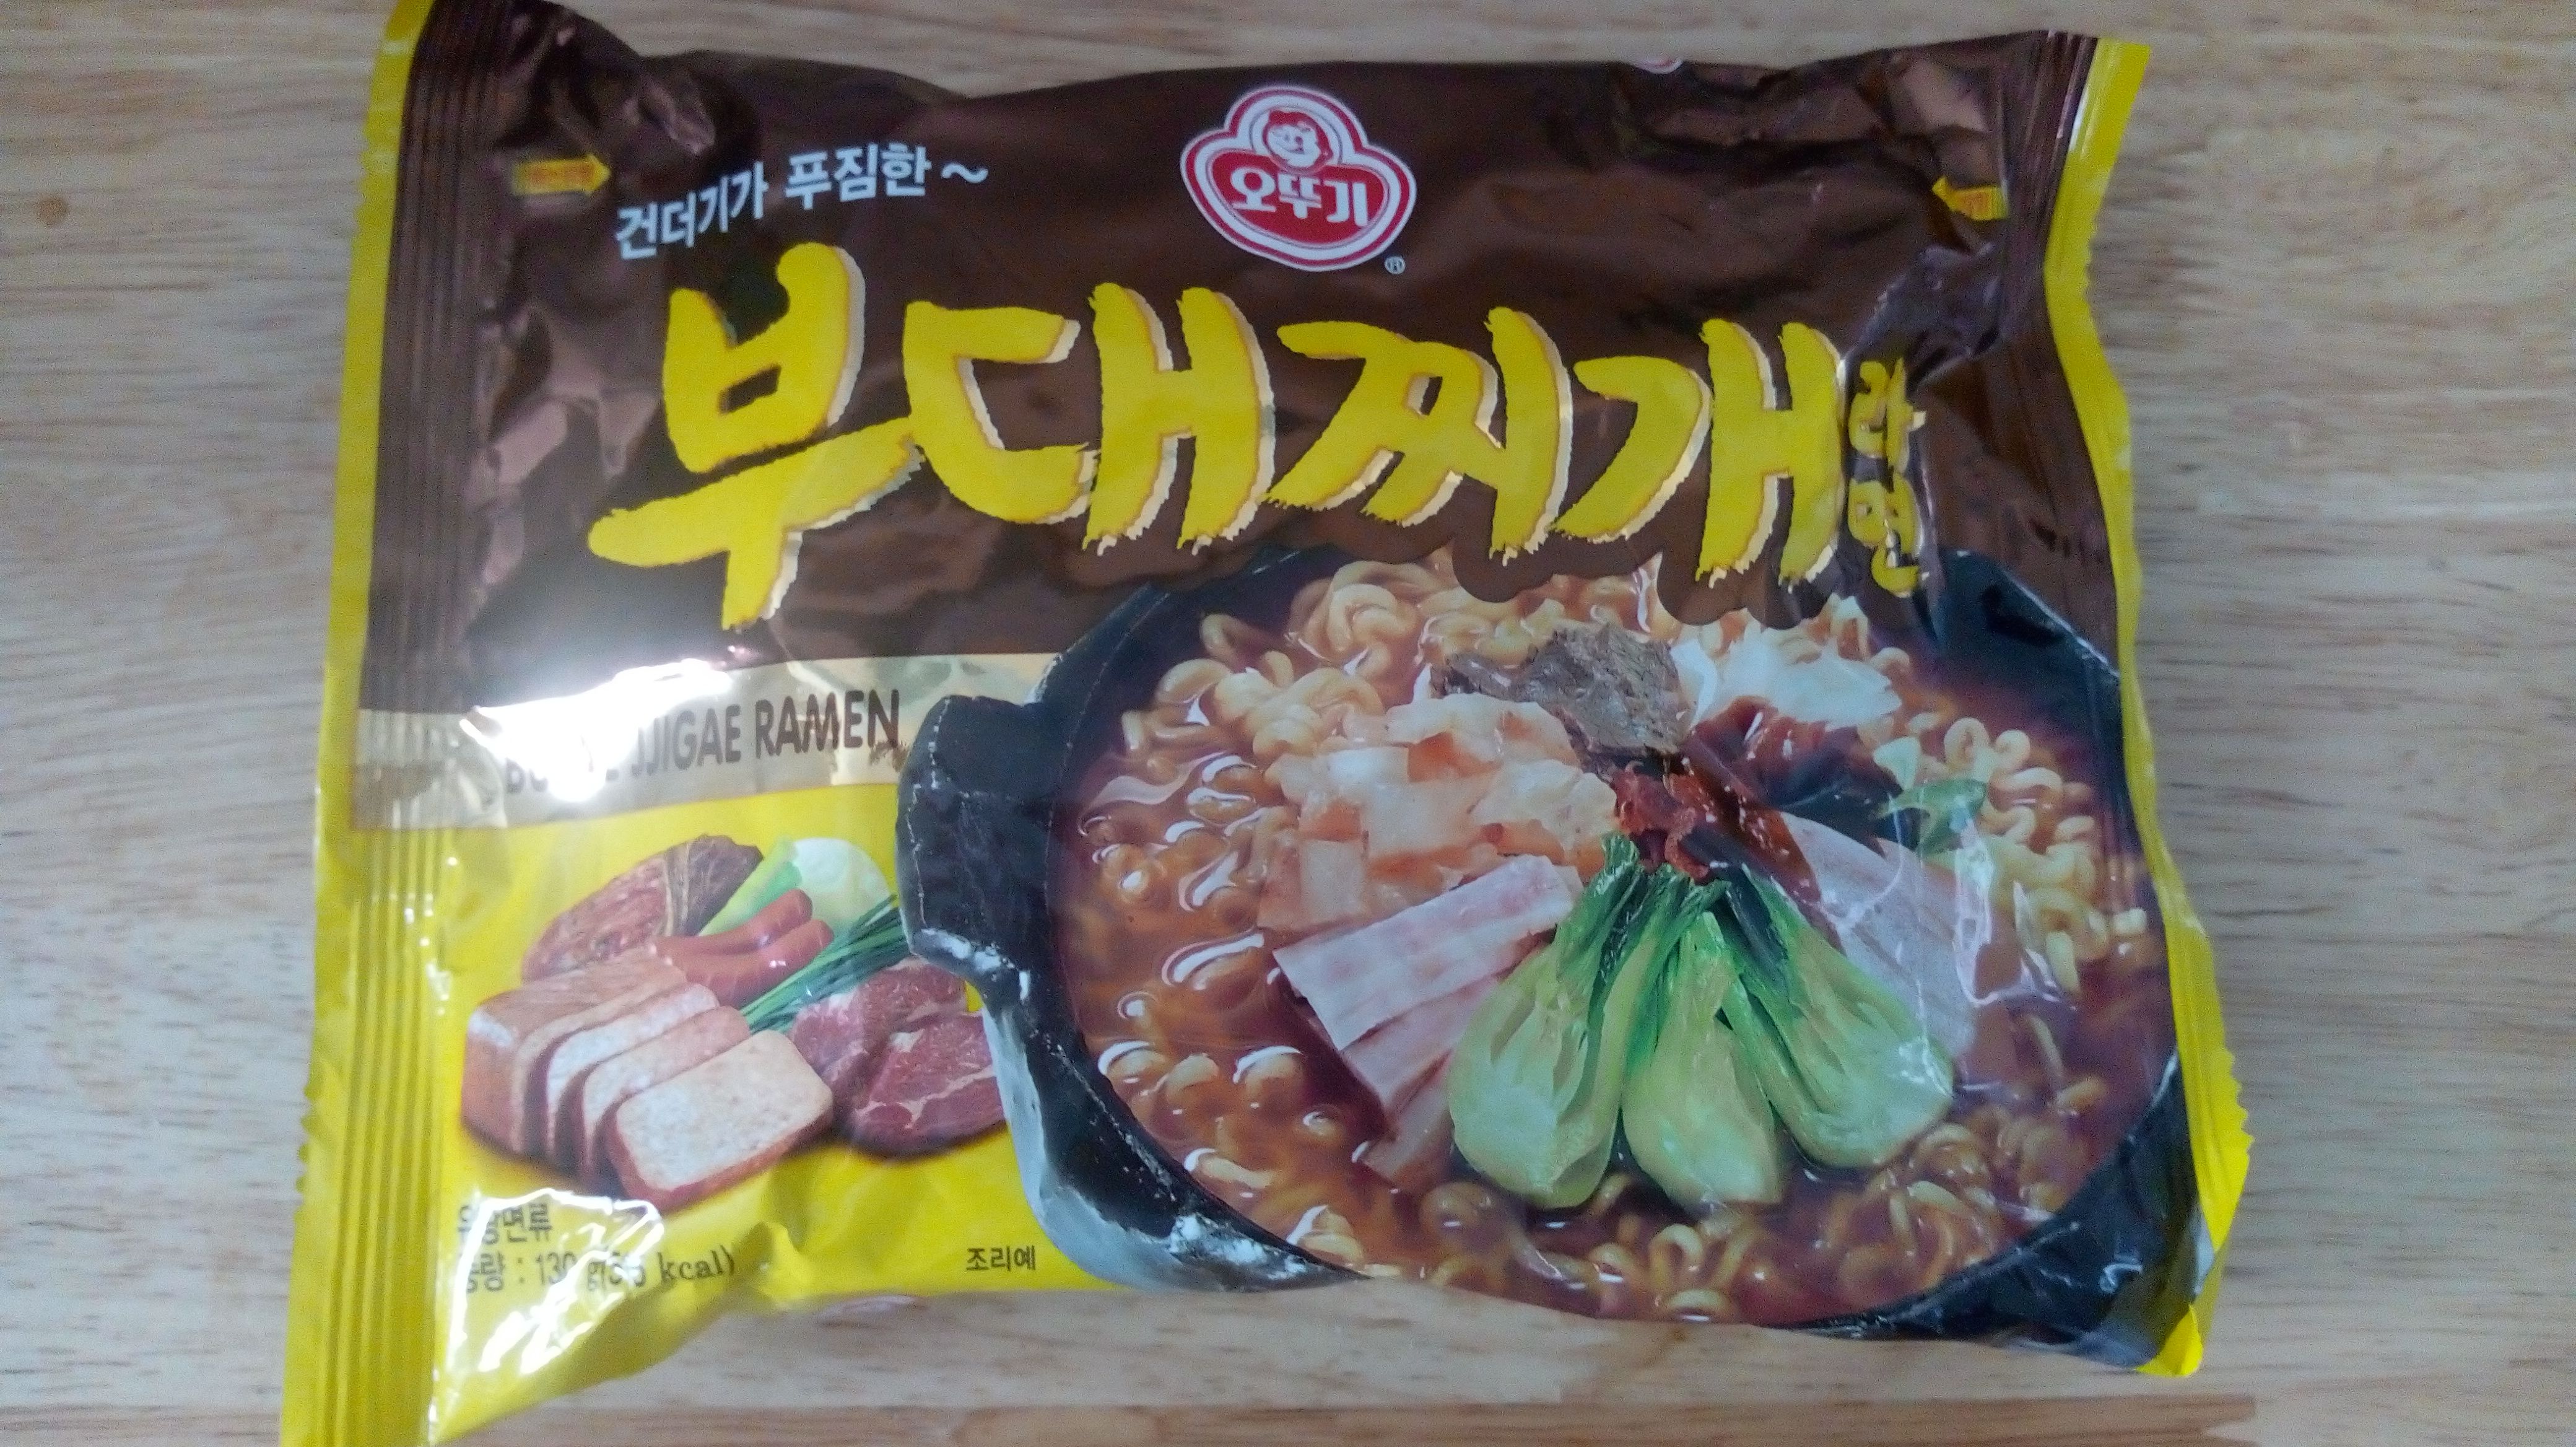 건더기가 푸짐한~
오뚜기
®
부대찌개
라면
JJIGAE RAMEN
조리예
kcal)